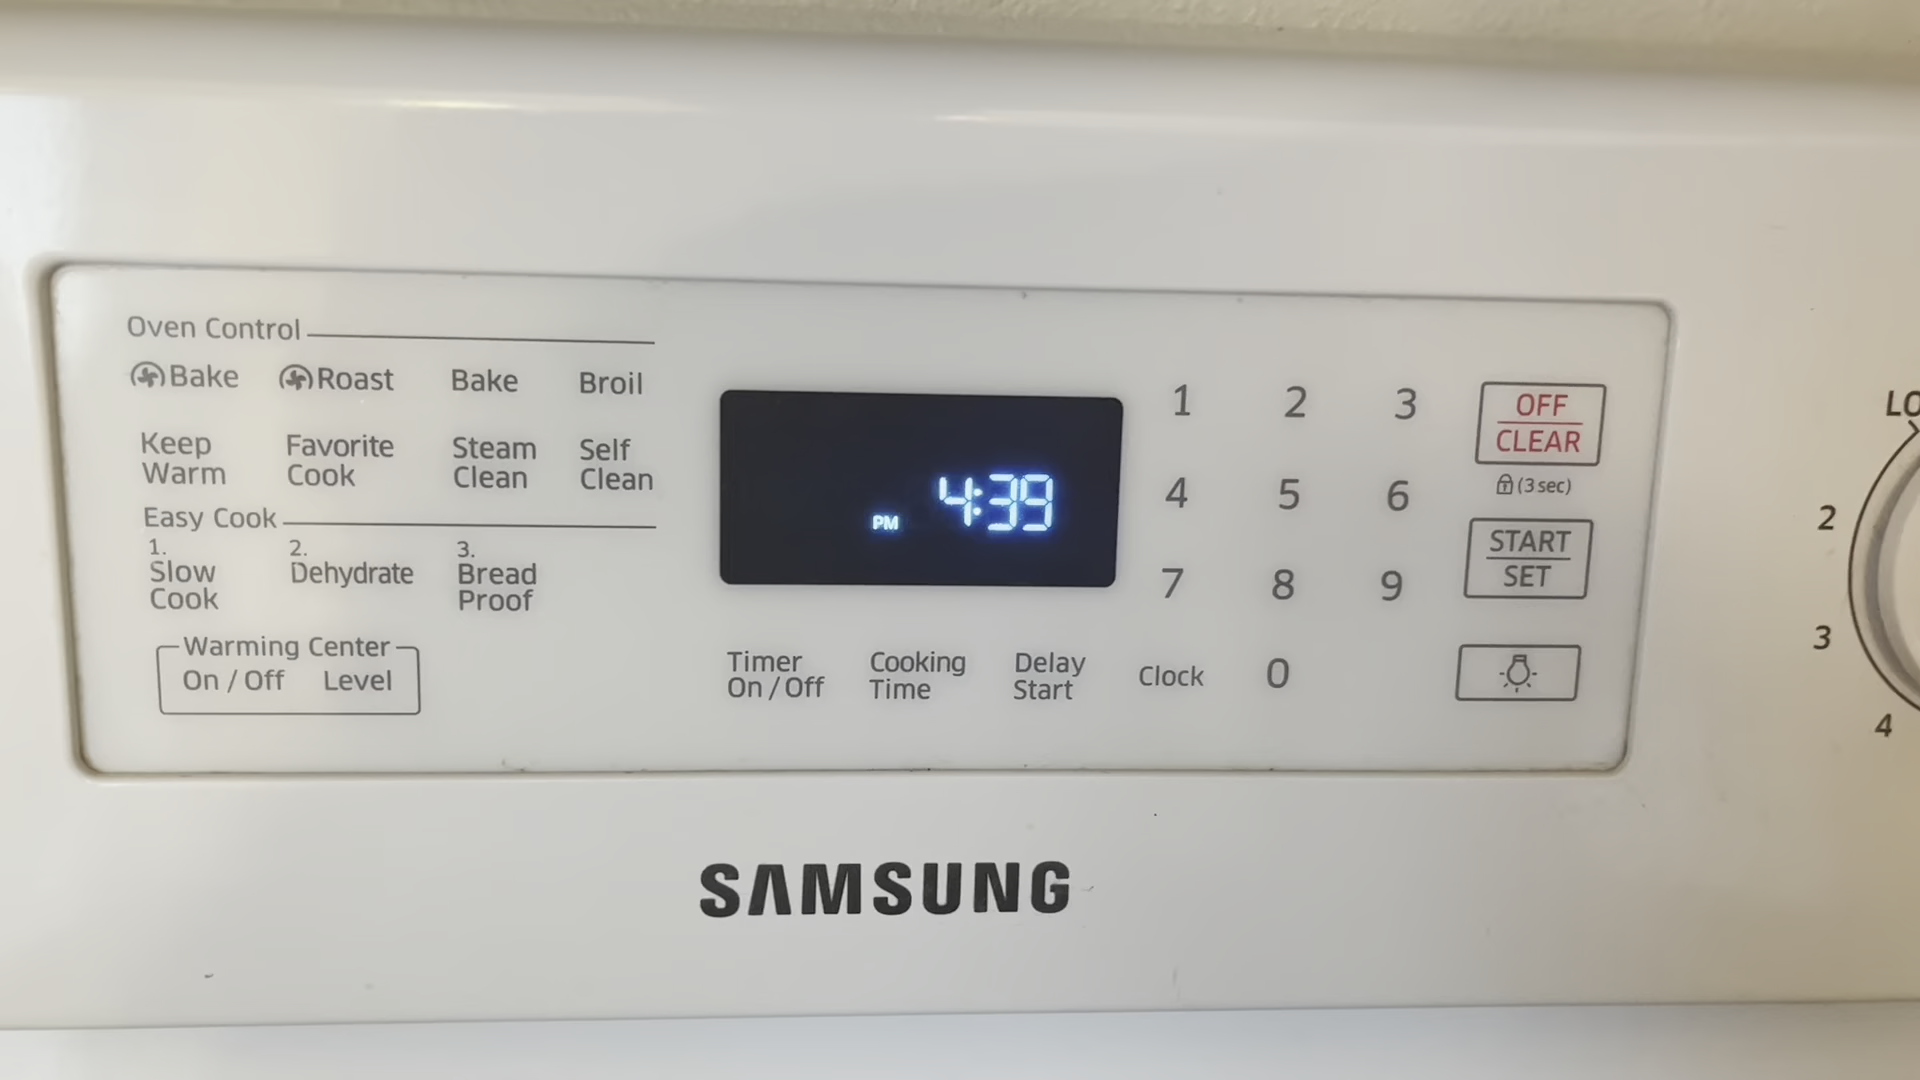 Oven Control
Bake Roast Bake Broil
Keep Warm Favorite Cook Steam Clean Self Clean
Easy Cook
1. Slow Cook 2. Dehydrate 3. Bread Proof
Warming Center
On / Off Level
PM 4:39
Timer On / Off Cooking Time Delay Start Clock
1 2 3
4 5 6
7 8 9
0
OFF
CLEAR
(3 sec)
START
SET
LO
2
3
4
SAMSUNG